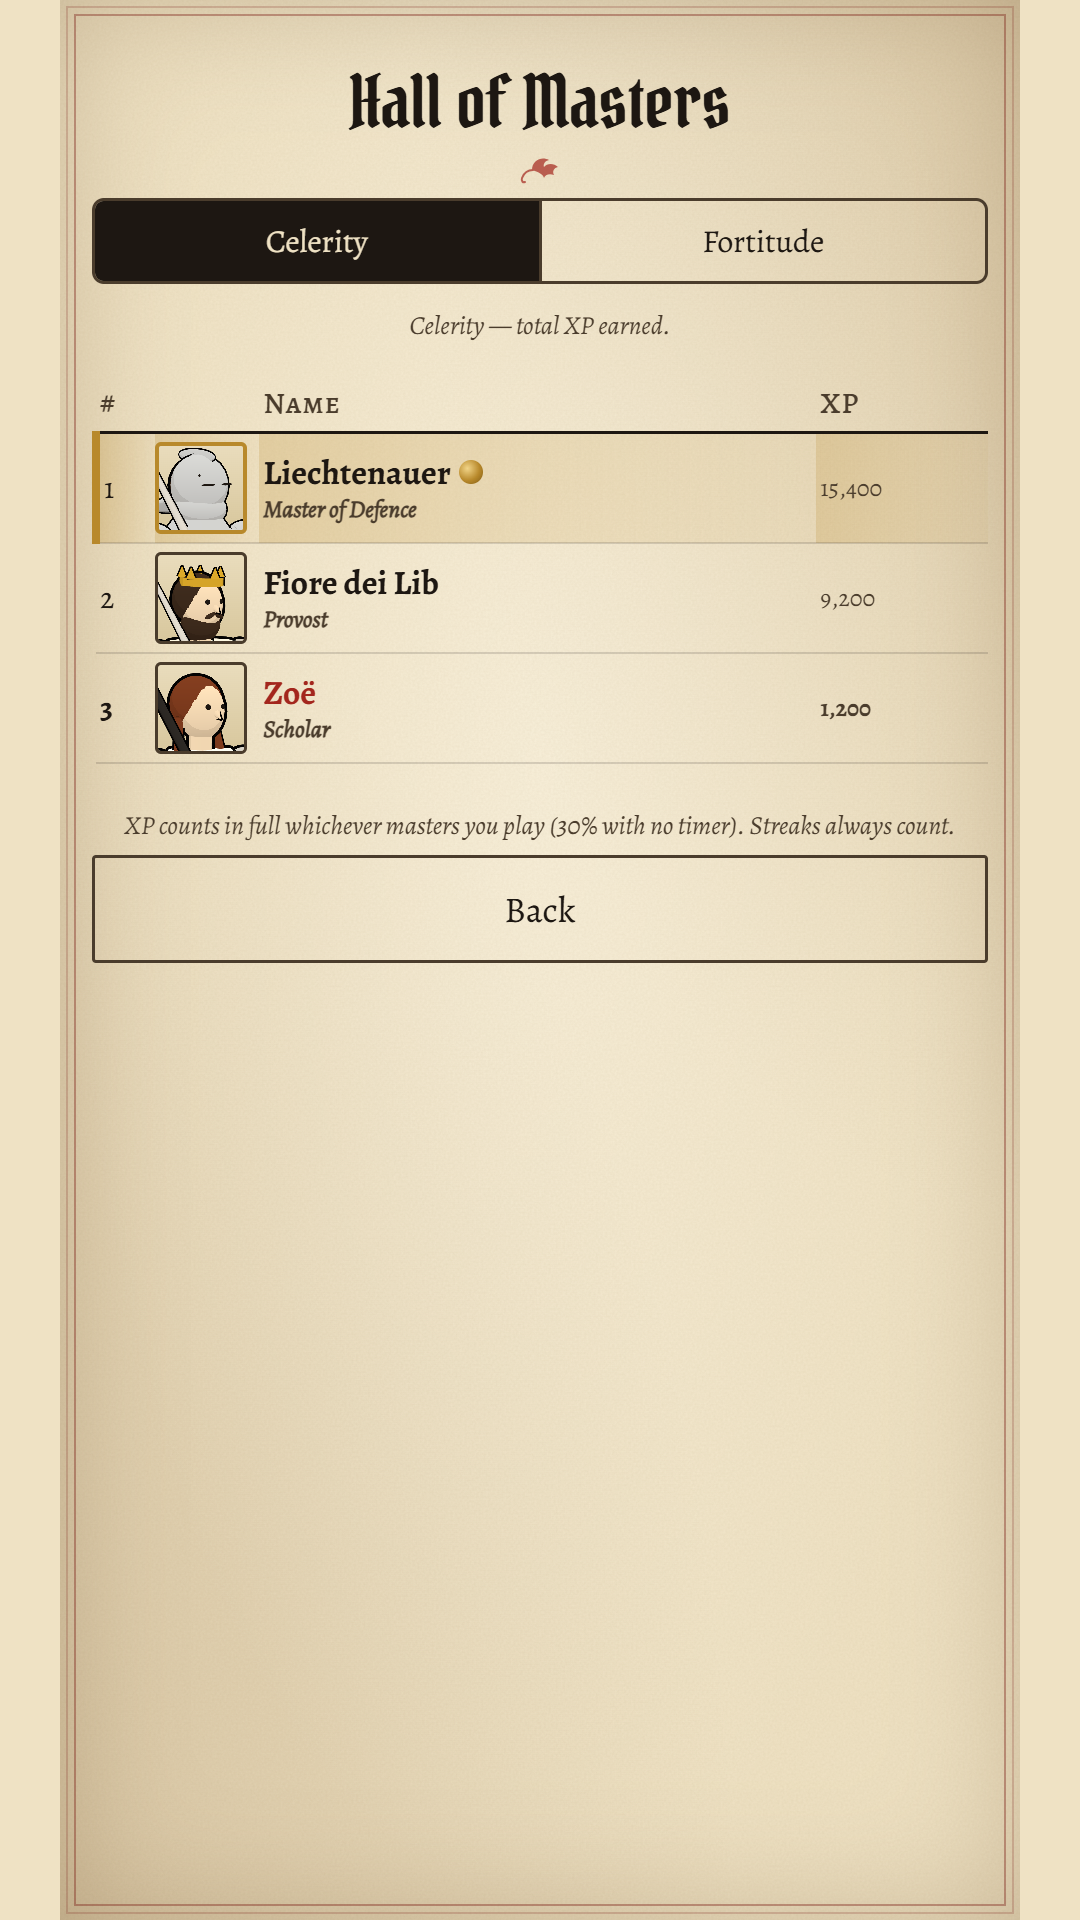 Hall of Masters
Celerity
Fortitude
Celerity — total XP earned.
# Name XP
1 Liechtenauer 15,400
Master of Defence
2 Fiore dei Lib 9,200
Provost
3 Zoë 1,200
Scholar
XP counts in full whichever masters you play (30% with no timer). Streaks always count.
Back